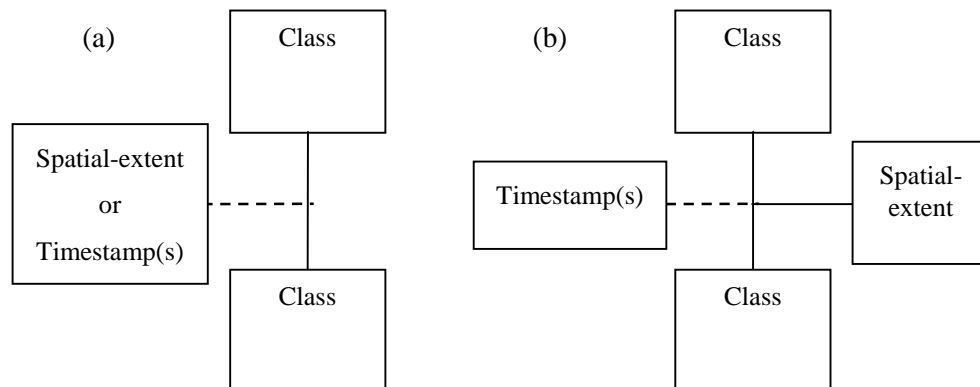 (a)
Class
Spatial-extent
or
Timestamp(s)
Class
(b)
Class
Timestamp(s)
Spatial-
extent
Class